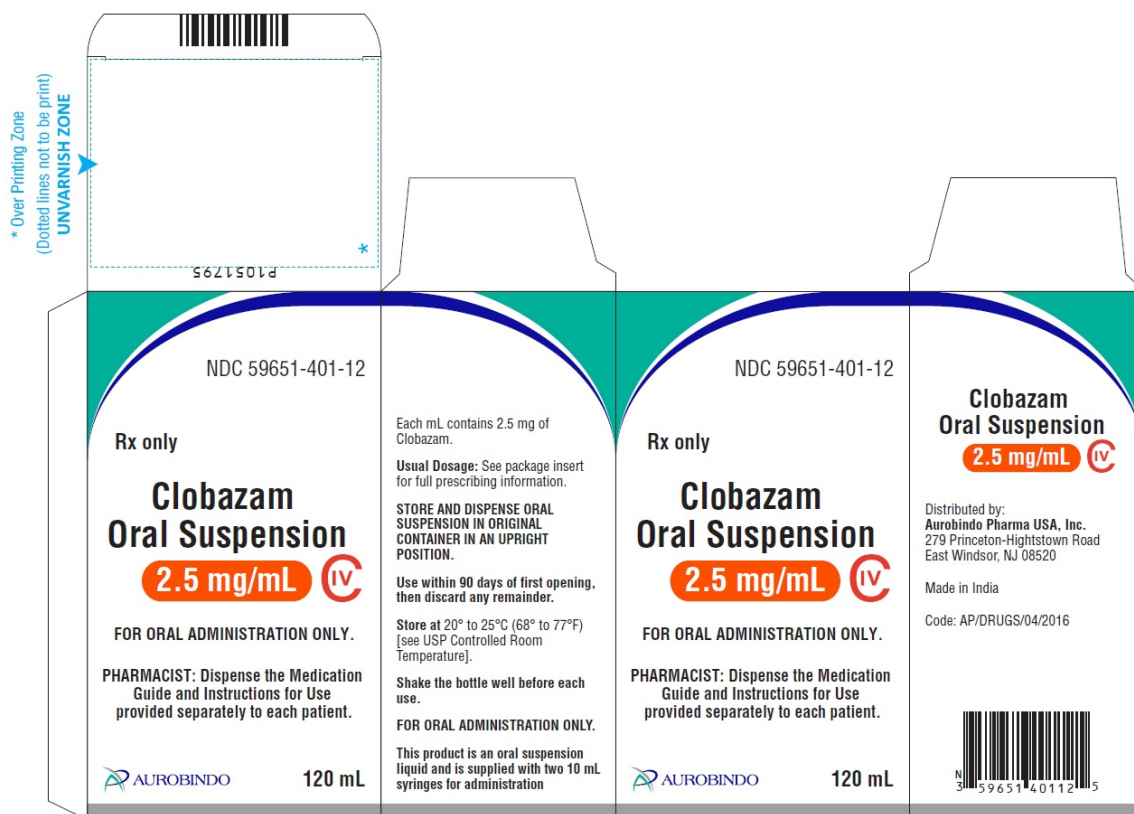 * Over Printing Zone
(Dotted lines not to be print)
UNVARNISH ZONE
*
P1051795
NDC 59651-401-12
Rx only
Clobazam
Oral Suspension
2.5 mg/mL CIV
FOR ORAL ADMINISTRATION ONLY.
PHARMACIST: Dispense the Medication
Guide and Instructions for Use
provided separately to each patient.
AUROBINDO 120 mL
Each mL contains 2.5 mg of
Clobazam.
Usual Dosage: See package insert
for full prescribing information.
STORE AND DISPENSE ORAL
SUSPENSION IN ORIGINAL
CONTAINER IN AN UPRIGHT
POSITION.
Use within 90 days of first opening,
then discard any remainder.
Store at 20° to 25°C (68° to 77°F)
[see USP Controlled Room
Temperature].
Shake the bottle well before each
use.
FOR ORAL ADMINISTRATION ONLY.
This product is an oral suspension
liquid and is supplied with two 10 mL
syringes for administration
NDC 59651-401-12
Rx only
Clobazam
Oral Suspension
2.5 mg/mL CIV
FOR ORAL ADMINISTRATION ONLY.
PHARMACIST: Dispense the Medication
Guide and Instructions for Use
provided separately to each patient.
AUROBINDO 120 mL
Clobazam
Oral Suspension
2.5 mg/mL CIV
Distributed by:
Aurobindo Pharma USA, Inc.
279 Princeton-Hightstown Road
East Windsor, NJ 08520
Made in India
Code: AP/DRUGS/04/2016
N
3 59651 40112 5